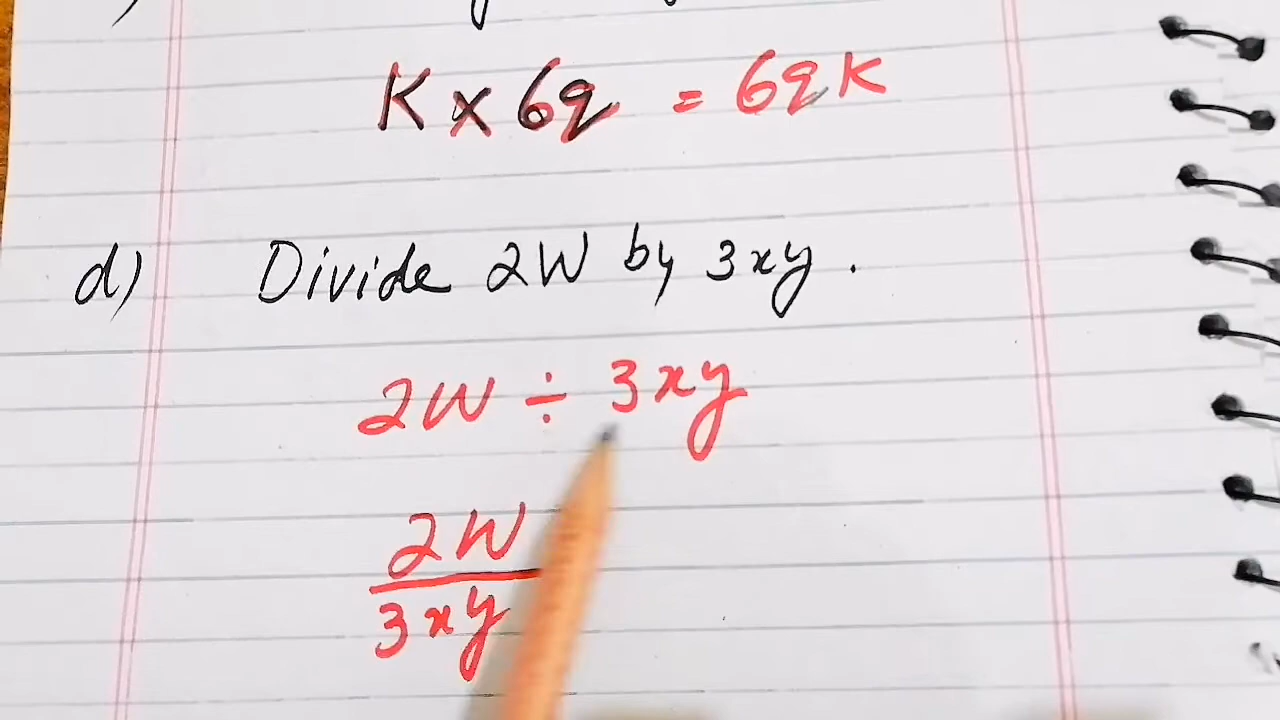 K × 6q = 6qK
d) Divide 2W by 3xy.
2W ÷ 3xy
2W
3xy